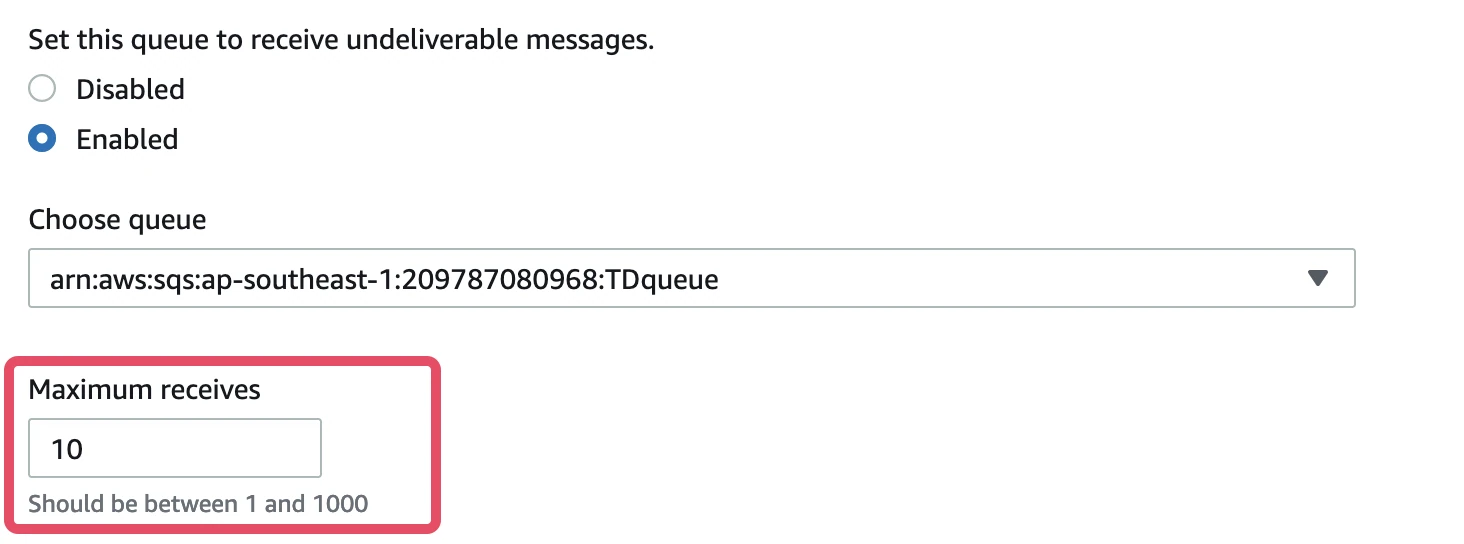 Set this queue to receive undeliverable messages.
Disabled
Enabled
Choose queue
arn:aws:sqs:ap-southeast-1:209787080968:TDqueue
Maximum receives
10
Should be between 1 and 1000